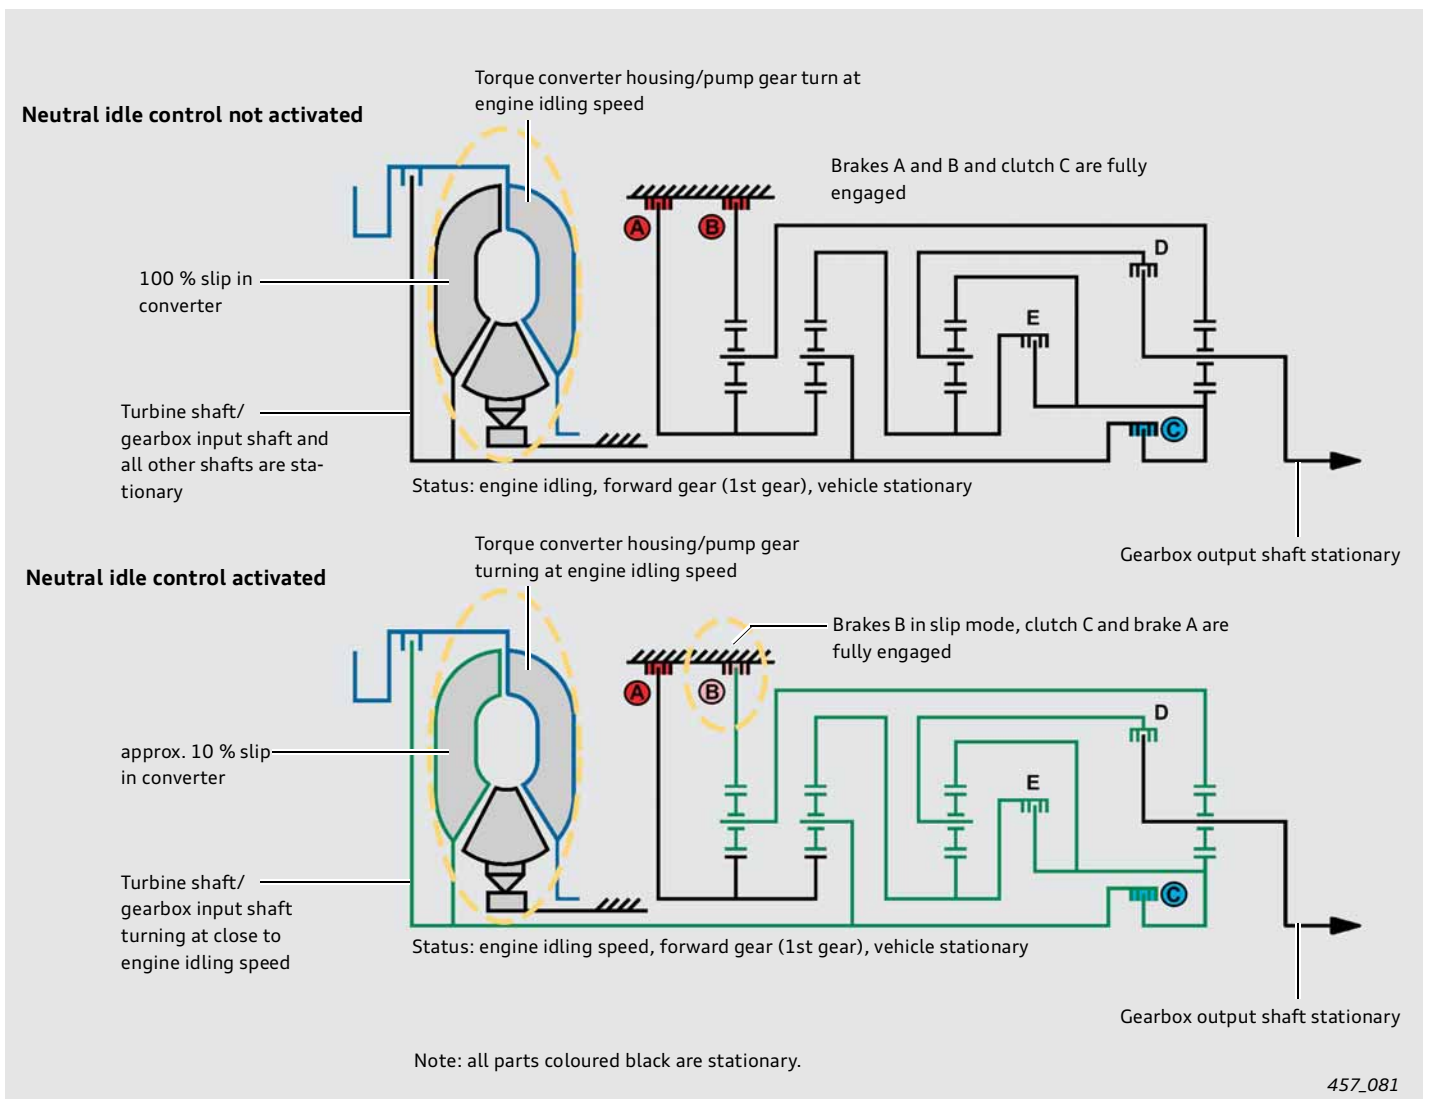 Torque converter housing/pump gear turn at
engine idling speed
Neutral idle control not activated
Brakes A and B and clutch C are fully
engaged
A
B
D
100 % slip in
converter
E
Turbine shaft/
gearbox input shaft and
all other shafts are sta-
tionary
C
Status: engine idling, forward gear (1st gear), vehicle stationary
Gearbox output shaft stationary
Torque converter housing/pump gear
turning at engine idling speed
Neutral idle control activated
Brakes B in slip mode, clutch C and brake A are
fully engaged
A
B
D
approx. 10 % slip
in converter
E
Turbine shaft/
gearbox input shaft
turning at close to
engine idling speed
C
Status: engine idling speed, forward gear (1st gear), vehicle stationary
Gearbox output shaft stationary
Note: all parts coloured black are stationary.
457_081